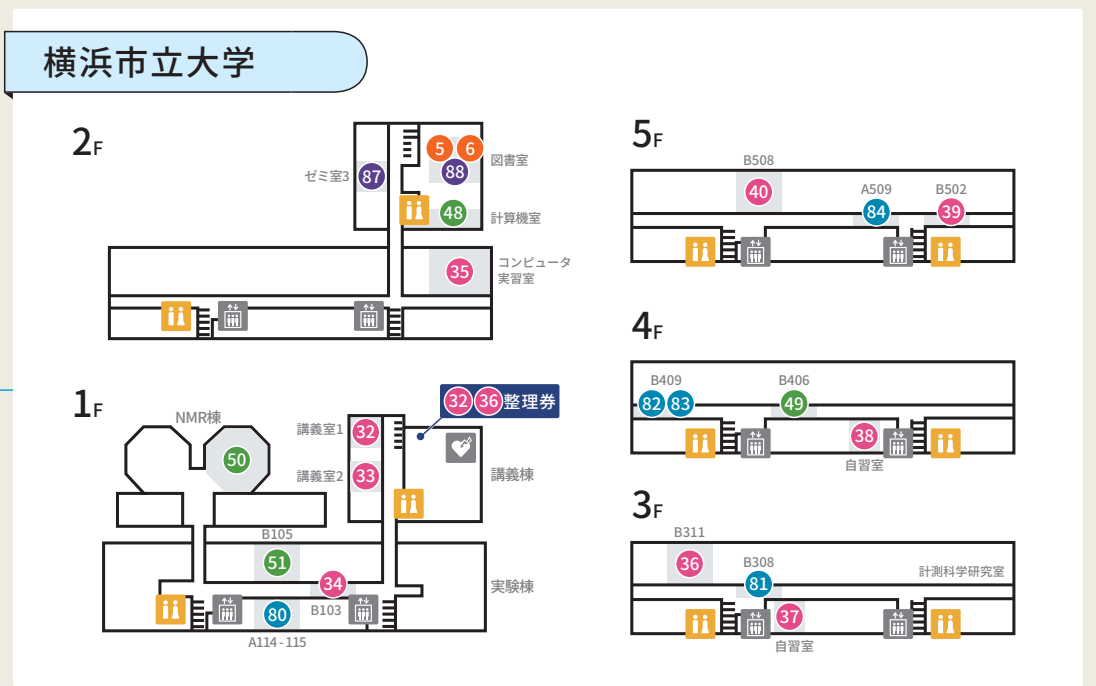 横浜市立大学
2F
5 6
図書室
ゼミ室3
87
88
48
計算機室
35
コンピュータ
実習室
1F
32 36 整理券
NMR棟
50
講義室1
32
講義室2
33
講義棟
B105
51
34
実験棟
80
B103
A114-115
5F
B508
40
A509
84
B502
39
4F
B409
82 83
B406
49
38
自習室
3F
B311
36
B308
81
計測科学研究室
37
自習室